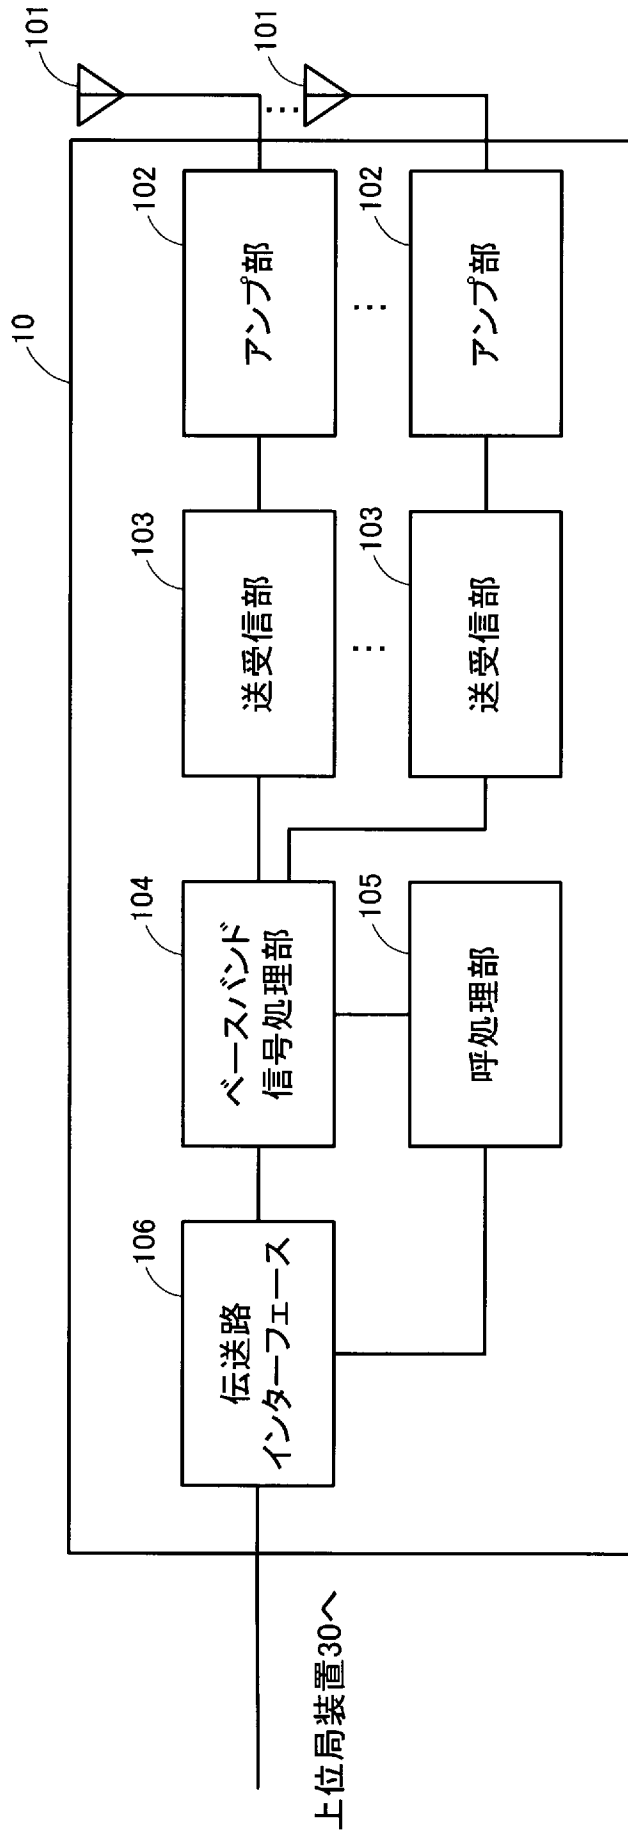 10
101
101
102
アンプ部
102
アンプ部
⋮
103
送受信部
103
送受信部
⋮
104
ベースバンド
信号処理部
105
呼処理部
106
伝送路
インターフェース
上位局装置30へ